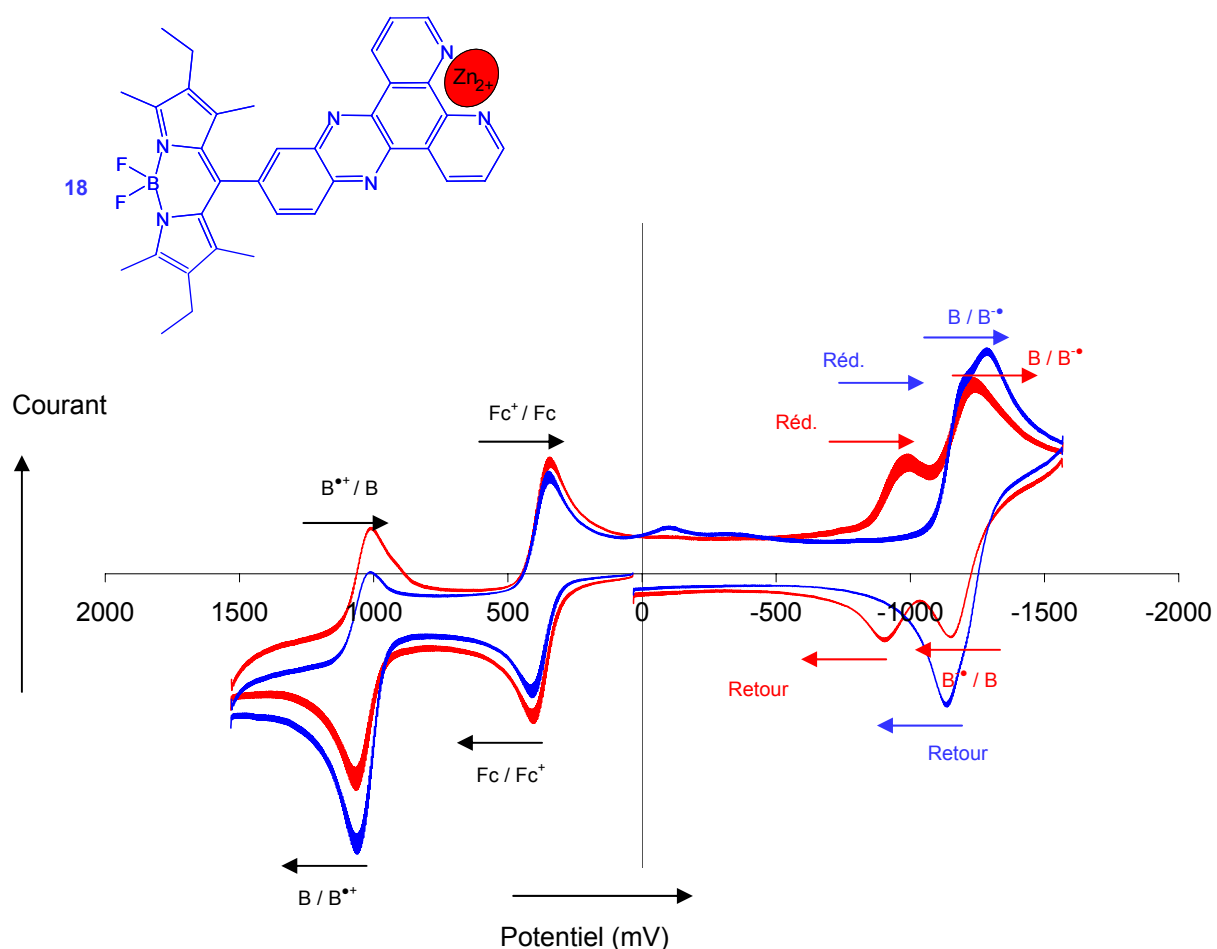 N
Zn2+
N
N
N
N
F
B
F
N
18
B / B-•
Réd.
B / B-•
Courant
Fc+ / Fc
Réd.
B•+ / B
2000
1500
1000
500
0
-500
-1000
-1500
-2000
B-• / B
Retour
Retour
Fc / Fc+
B / B•+
Potentiel (mV)